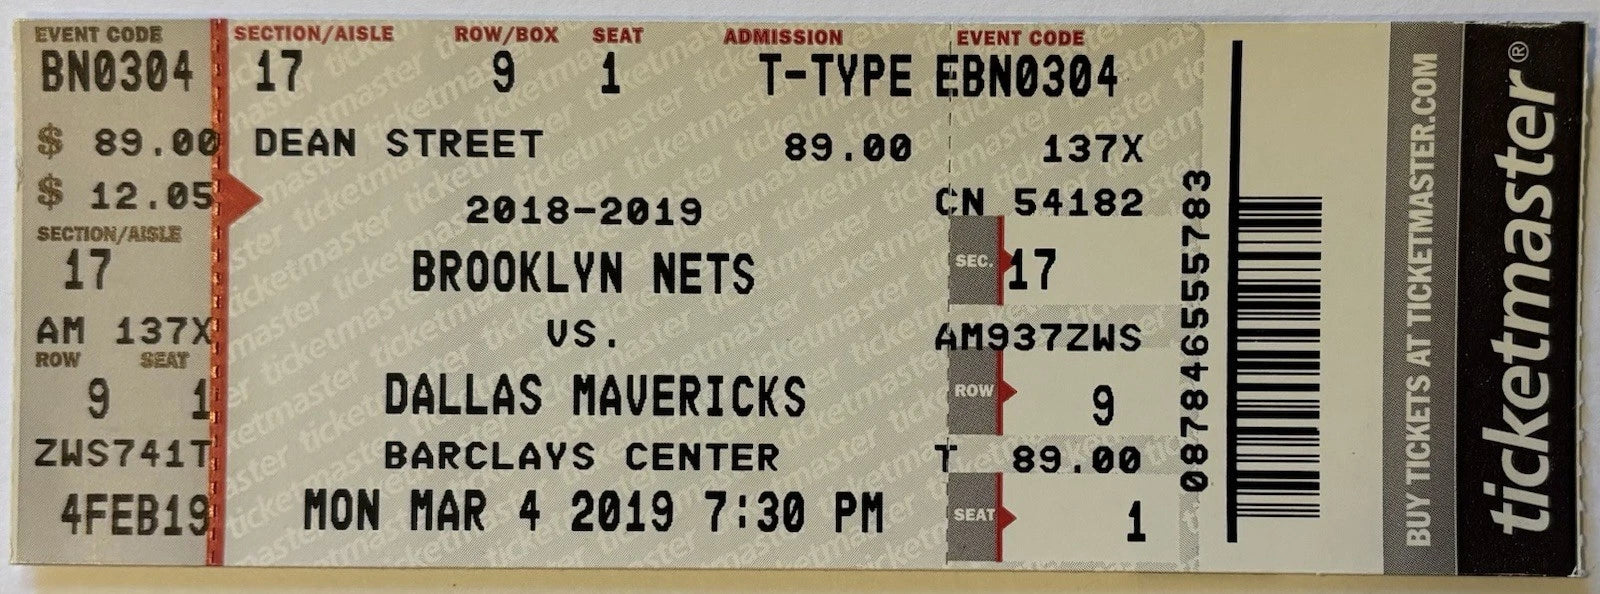 EVENT CODE
BN0304
$ 89.00
$ 12.05
SECTION/AISLE
17
AM 137X
ROW SEAT
9 1
ZWS741T
4FEB19
SECTION/AISLE ROW/BOX SEAT ADMISSION
17 9 1 T-TYPE
DEAN STREET 89.00
2018-2019
BROOKLYN NETS
VS.
DALLAS MAVERICKS
BARCLAYS CENTER
MON MAR 4 2019 7:30 PM
EVENT CODE
EBN0304
137X
CN 54182
SEC. 17
AM937ZWS
ROW 9
T 89.00
SEAT 1
087846555783
BUY TICKETS AT TICKETMASTER.COM
ticketmaster®